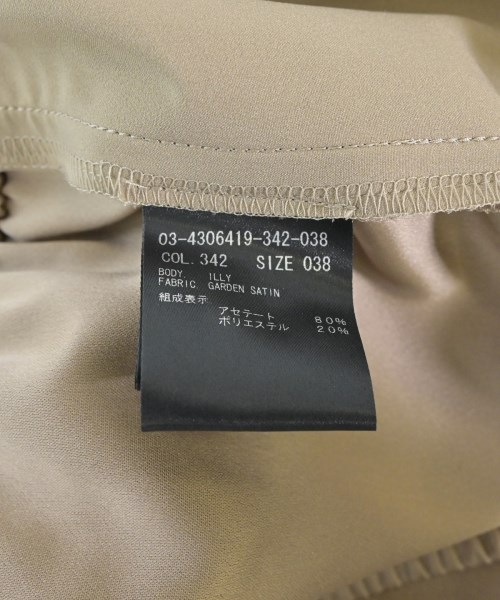 03-4306419-342-038
COL.342 SIZE 038
BODY. ILLY
FABRIC. GARDEN SATIN
組成表示
アセテート 80%
ポリエステル 20%